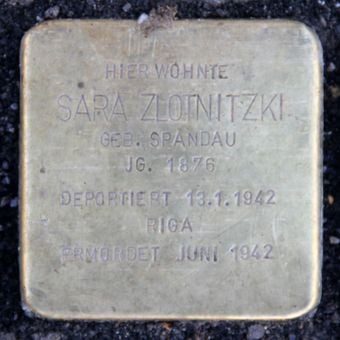 HIER WOHNTE
SARA ZLOTNITZKI
GEB. SPANDAU
JG. 1876
DEPORTIERT 13.1.1942
RIGA
ERMORDET JUNI 1942